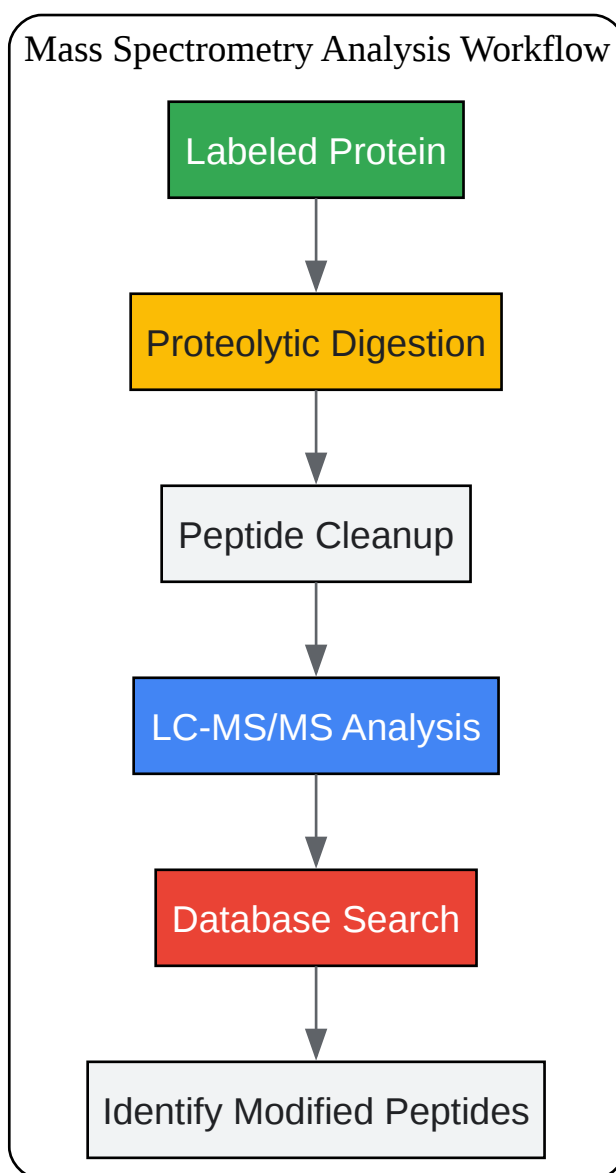 Mass Spectrometry Analysis Workflow
Labeled Protein
Proteolytic Digestion
Peptide Cleanup
LC-MS/MS Analysis
Database Search
Identify Modified Peptides